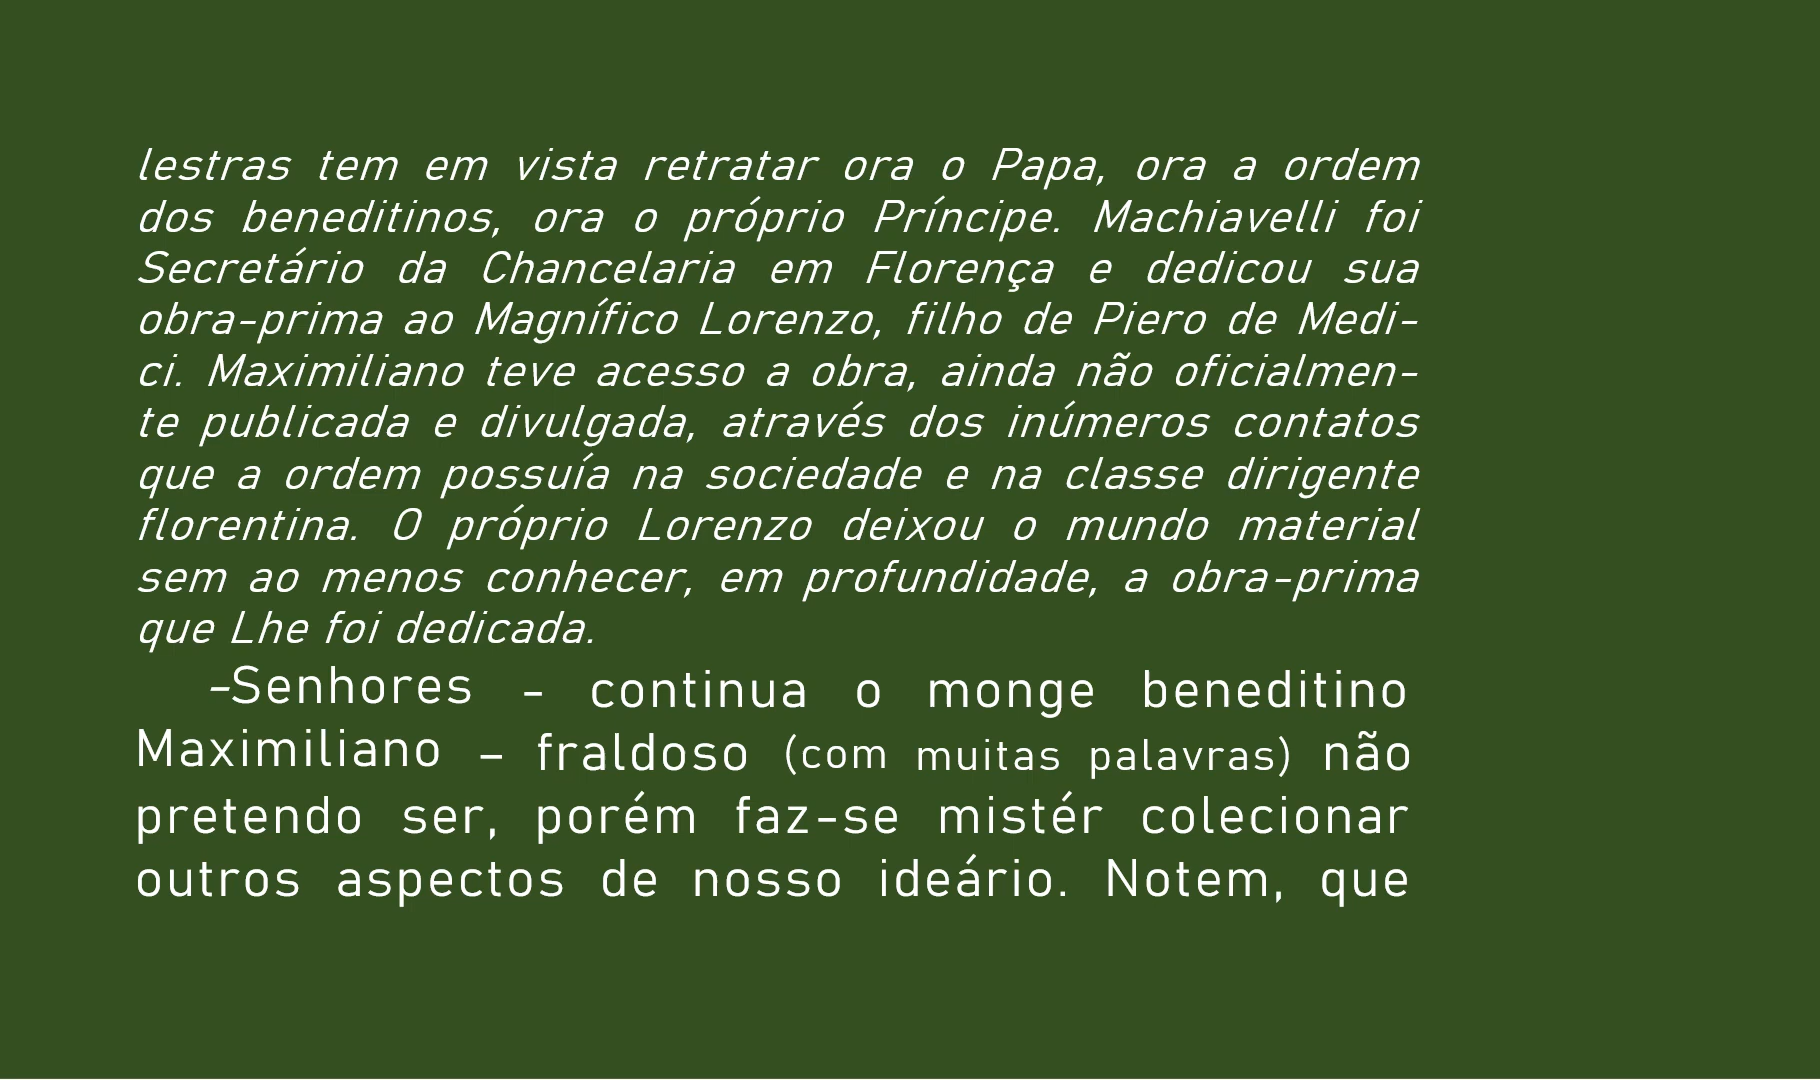 lestras tem em vista retratar ora o Papa, ora a ordem
dos beneditinos, ora o próprio Príncipe. Machiavelli foi
Secretário da Chancelaria em Florença e dedicou sua
obra-prima ao Magnífico Lorenzo, filho de Piero de Medi-
ci. Maximiliano teve acesso a obra, ainda não oficialmen-
te publicada e divulgada, através dos inúmeros contatos
que a ordem possuía na sociedade e na classe dirigente
florentina. O próprio Lorenzo deixou o mundo material
sem ao menos conhecer, em profundidade, a obra-prima
que Lhe foi dedicada.
-Senhores - continua o monge beneditino
Maximiliano – fraldoso (com muitas palavras) não
pretendo ser, porém faz-se mistér colecionar
outros aspectos de nosso ideário. Notem, que